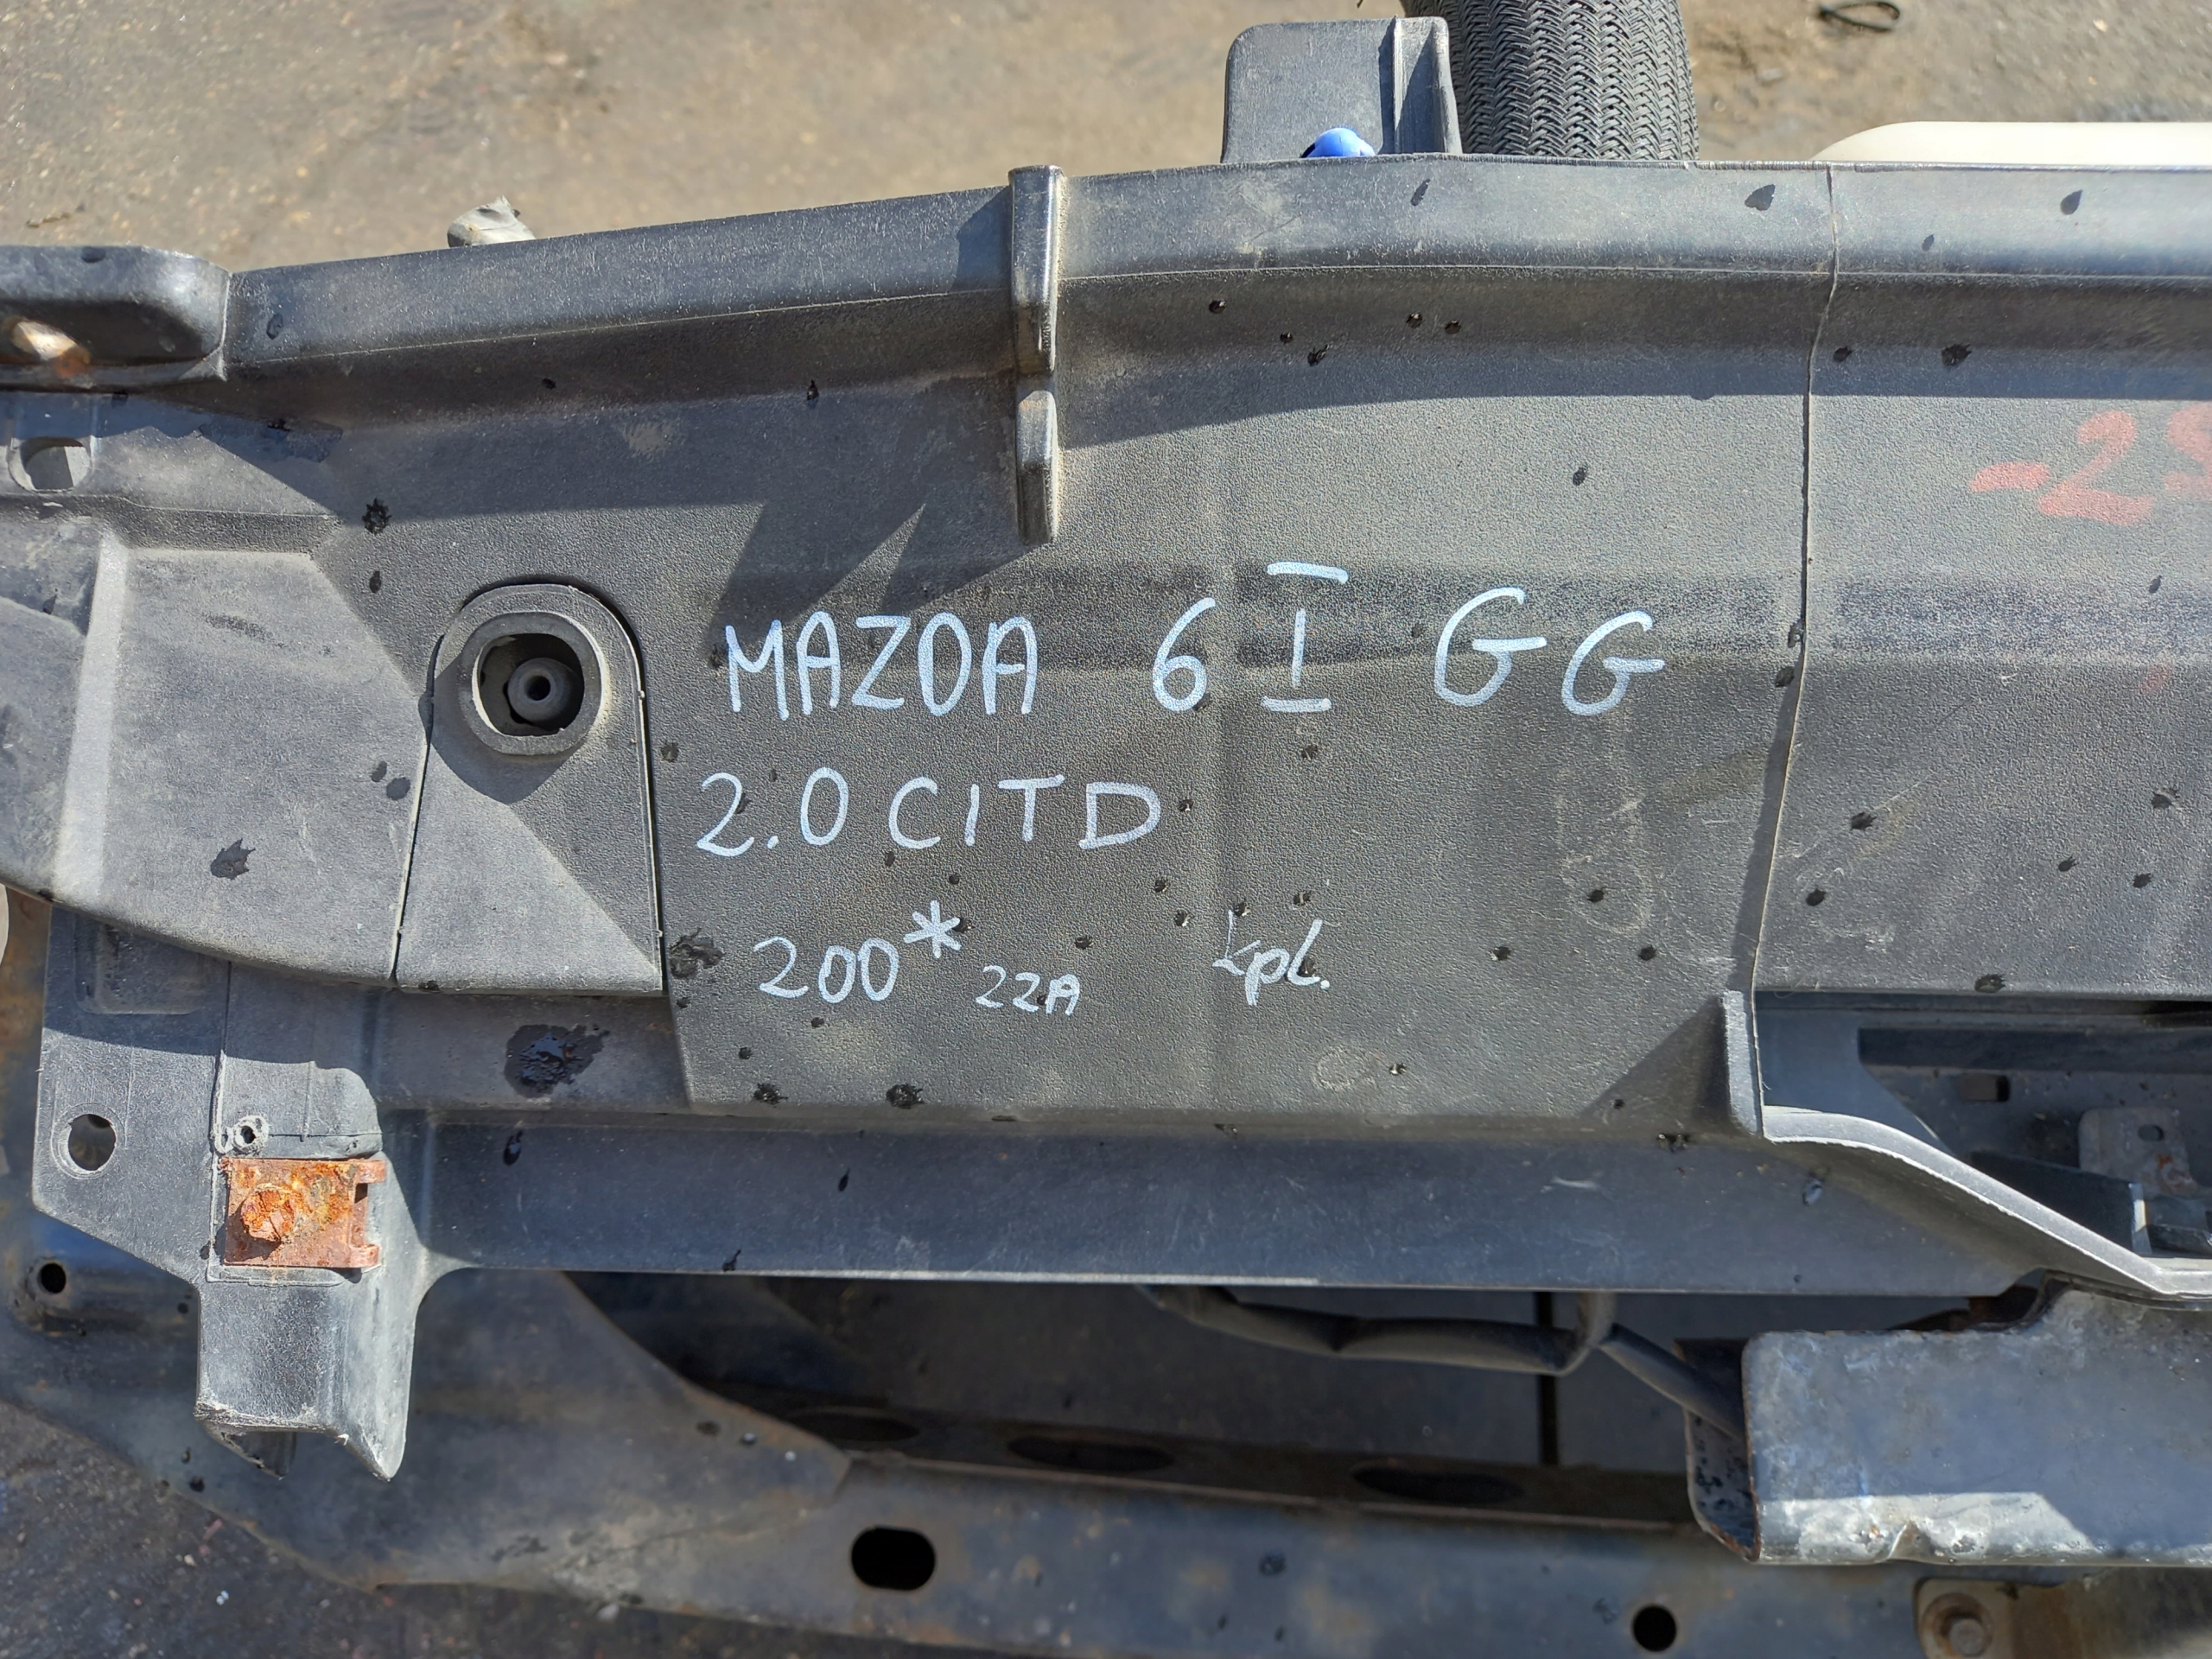 MAZDA 6 I GG
2.0 CITD
200* 22A kpl.